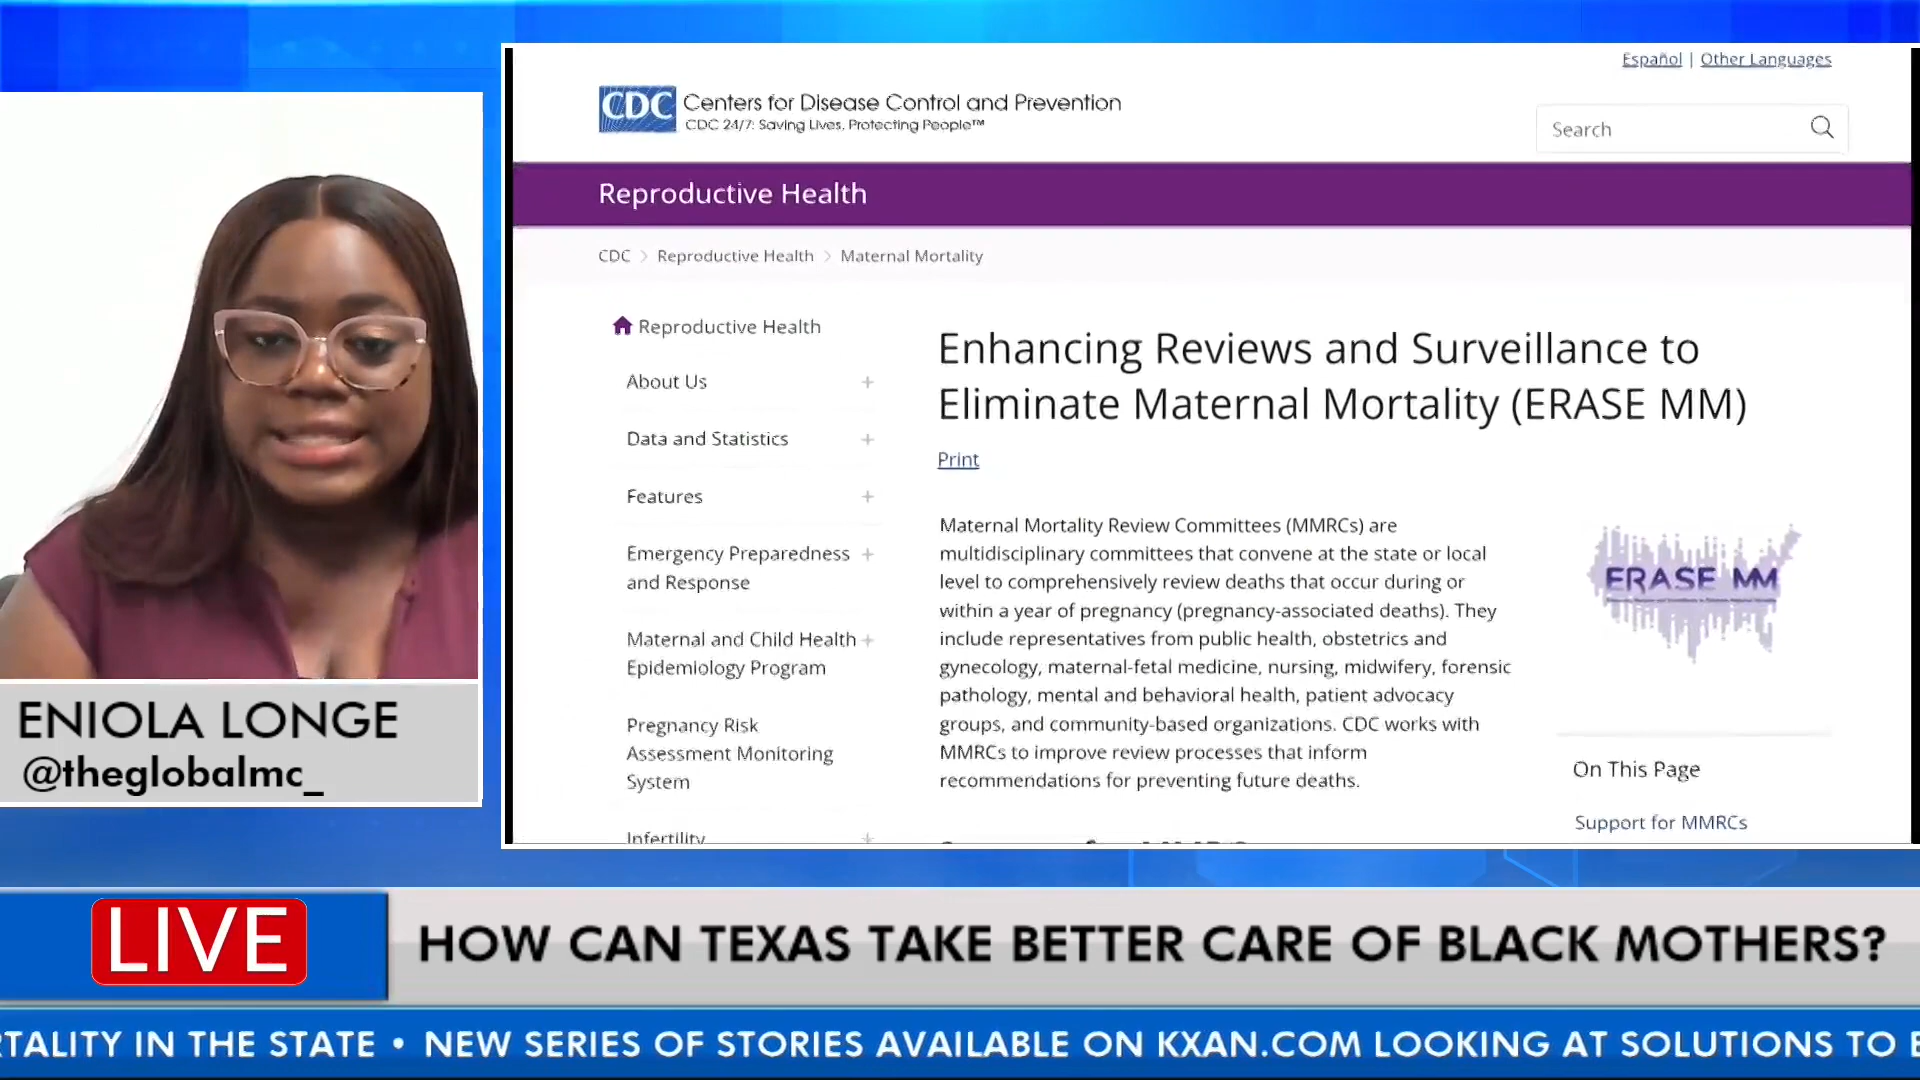 Español | Other Languages
CDC Centers for Disease Control and Prevention
CDC 24/7: Saving Lives, Protecting People™
Search
Reproductive Health
CDC > Reproductive Health > Maternal Mortality
Reproductive Health
About Us +
Data and Statistics +
Features +
Emergency Preparedness +
and Response
Maternal and Child Health +
Epidemiology Program
Pregnancy Risk
Assessment Monitoring
System
Infertility +
Enhancing Reviews and Surveillance to
Eliminate Maternal Mortality (ERASE MM)
Print
Maternal Mortality Review Committees (MMRCs) are
multidisciplinary committees that convene at the state or local
level to comprehensively review deaths that occur during or
within a year of pregnancy (pregnancy-associated deaths). They
include representatives from public health, obstetrics and
gynecology, maternal-fetal medicine, nursing, midwifery, forensic
pathology, mental and behavioral health, patient advocacy
groups, and community-based organizations. CDC works with
MMRCs to improve review processes that inform
recommendations for preventing future deaths.
ERASE MM
On This Page
Support for MMRCs
ENIOLA LONGE
@theglobalmc_
LIVE
HOW CAN TEXAS TAKE BETTER CARE OF BLACK MOTHERS?
RTALITY IN THE STATE • NEW SERIES OF STORIES AVAILABLE ON KXAN.COM LOOKING AT SOLUTIONS TO